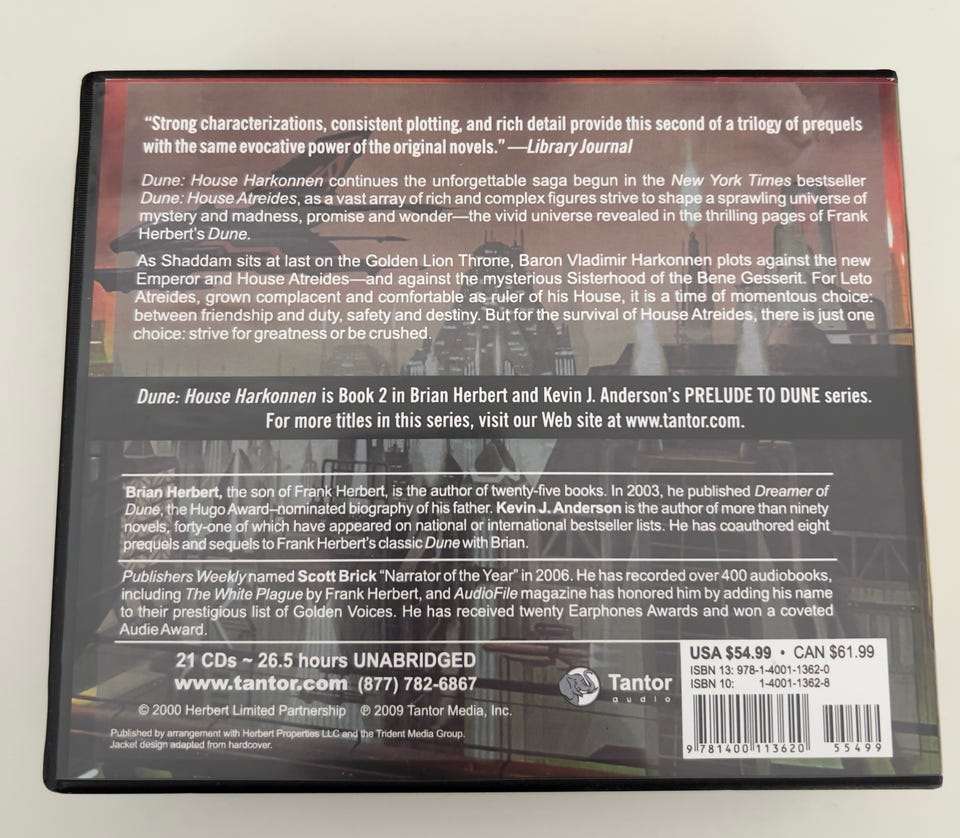 “Strong characterizations, consistent plotting, and rich detail provide this second of a trilogy of prequels
with the same evocative power of the original novels.” —Library Journal
Dune: House Harkonnen continues the unforgettable saga begun in the New York Times bestseller
Dune: House Atreides, as a vast array of rich and complex figures strive to shape a sprawling universe of
mystery and madness, promise and wonder—the vivid universe revealed in the thrilling pages of Frank
Herbert's Dune.
As Shaddam sits at last on the Golden Lion Throne, Baron Vladimir Harkonnen plots against the new
Emperor and House Atreides—and against the mysterious Sisterhood of the Bene Gesserit. For Leto
Atreides, grown complacent and comfortable as ruler of his House, it is a time of momentous choice:
between friendship and duty, safety and destiny. But for the survival of House Atreides, there is just one
choice: strive for greatness or be crushed.
Dune: House Harkonnen is Book 2 in Brian Herbert and Kevin J. Anderson's PRELUDE TO DUNE series.
For more titles in this series, visit our Web site at www.tantor.com.
Brian Herbert, the son of Frank Herbert, is the author of twenty-five books. In 2003, he published Dreamer of
Dune, the Hugo Award–nominated biography of his father. Kevin J. Anderson is the author of more than ninety
novels, forty-one of which have appeared on national or international bestseller lists. He has coauthored eight
prequels and sequels to Frank Herbert's classic Dune with Brian.
Publishers Weekly named Scott Brick “Narrator of the Year” in 2006. He has recorded over 400 audiobooks,
including The White Plague by Frank Herbert, and AudioFile magazine has honored him by adding his name
to their prestigious list of Golden Voices. He has received twenty Earphones Awards and won a coveted
Audie Award.
21 CDs ~ 26.5 hours UNABRIDGED
www.tantor.com (877) 782-6867
© 2000 Herbert Limited Partnership ℗ 2009 Tantor Media, Inc.
Published by arrangement with Herbert Properties LLC and the Trident Media Group.
Jacket design adapted from hardcover.
Tantor
audio
USA $54.99 • CAN $61.99
ISBN 13: 978-1-4001-1362-0
ISBN 10: 1-4001-1362-8
9 781400 113620
55499